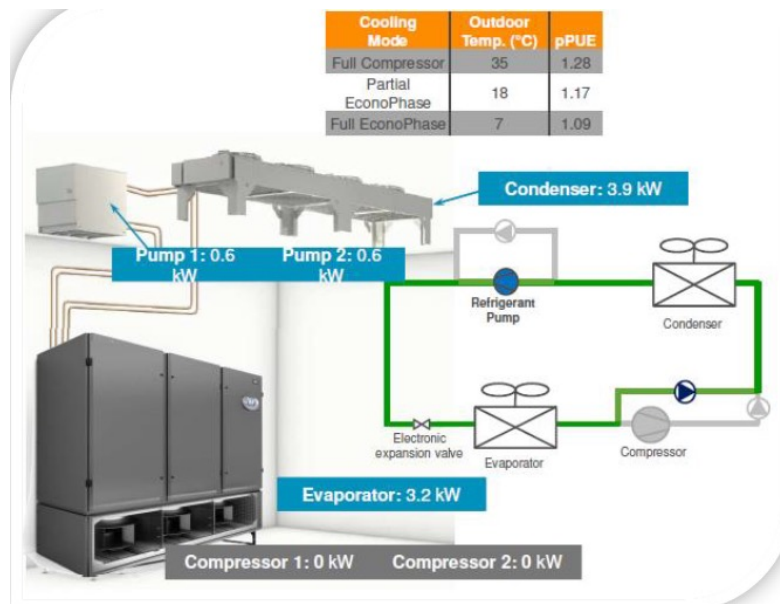 Cooling Mode Outdoor Temp. (°C) pPUE
Full Compressor 35 1.28
Partial EconoPhase 18 1.17
Full EconoPhase 7 1.09
Condenser: 3.9 kW
Pump 1: 0.6 kW
Pump 2: 0.6 kW
Refrigerant
Pump
Condenser
Electronic
expansion valve
Evaporator
Compressor
Evaporator: 3.2 kW
Compressor 1: 0 kW
Compressor 2: 0 kW